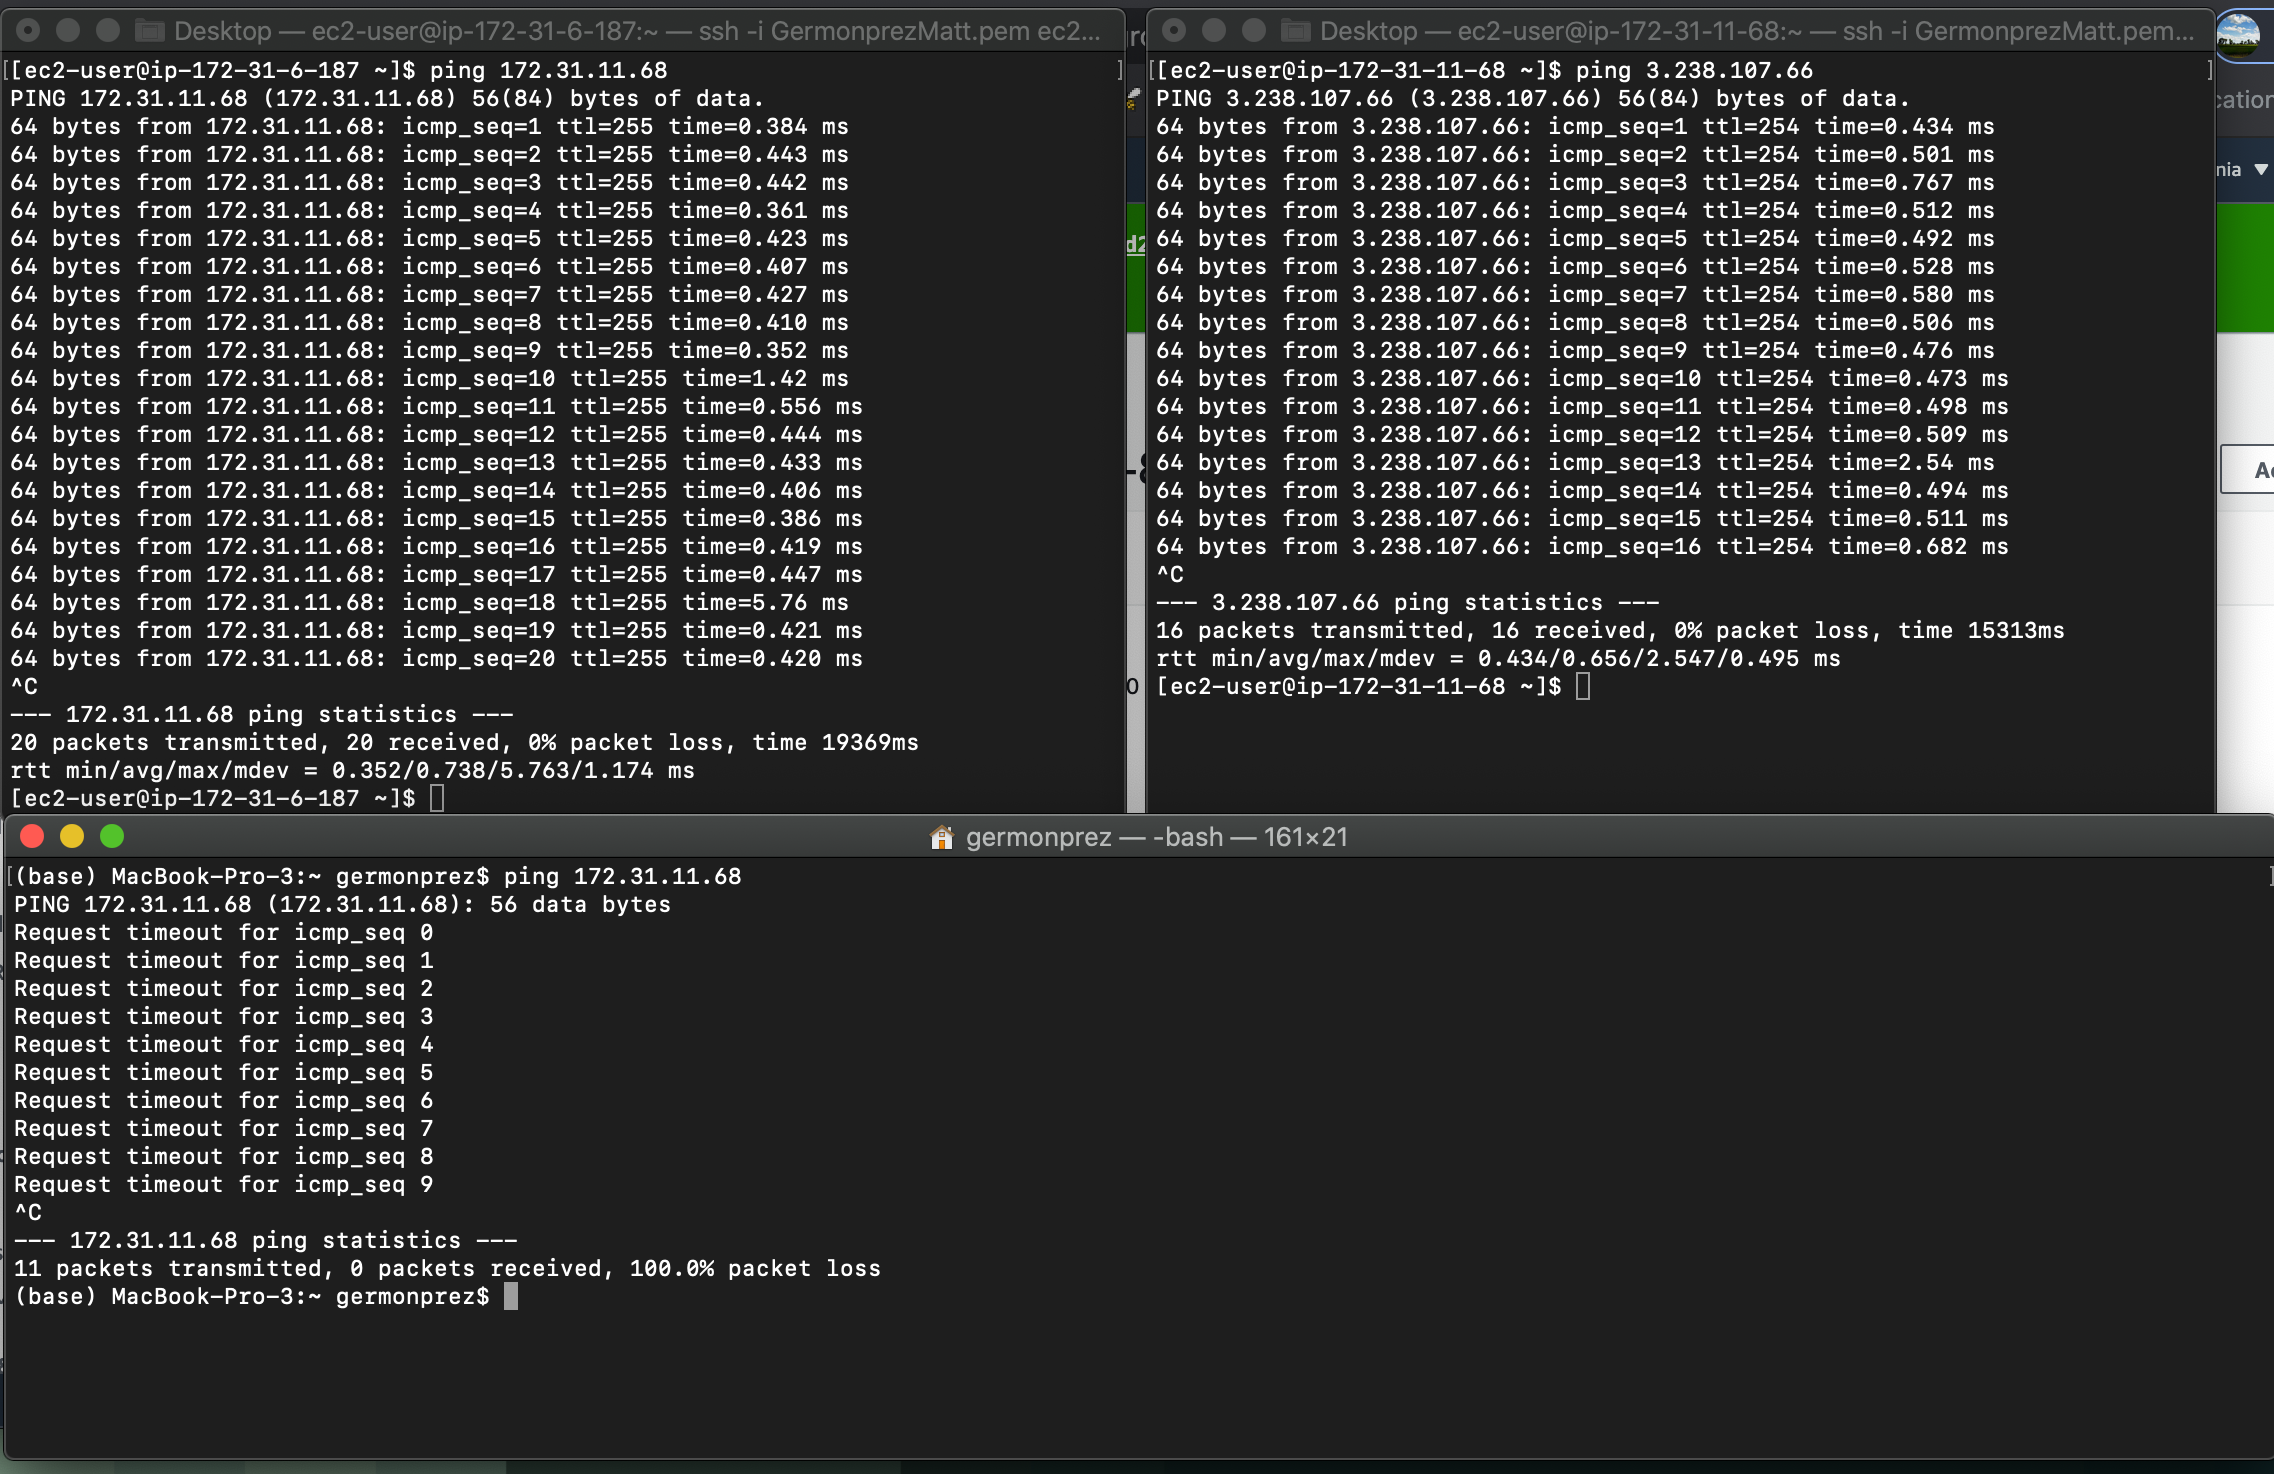 Desktop — ec2-user@ip-172-31-6-187:~ — ssh -i GermonprezMatt.pem ec2...
[[ec2-user@ip-172-31-6-187 ~]$ ping 172.31.11.68 ]
PING 172.31.11.68 (172.31.11.68) 56(84) bytes of data.
64 bytes from 172.31.11.68: icmp_seq=1 ttl=255 time=0.384 ms
64 bytes from 172.31.11.68: icmp_seq=2 ttl=255 time=0.443 ms
64 bytes from 172.31.11.68: icmp_seq=3 ttl=255 time=0.442 ms
64 bytes from 172.31.11.68: icmp_seq=4 ttl=255 time=0.361 ms
64 bytes from 172.31.11.68: icmp_seq=5 ttl=255 time=0.423 ms
64 bytes from 172.31.11.68: icmp_seq=6 ttl=255 time=0.407 ms
64 bytes from 172.31.11.68: icmp_seq=7 ttl=255 time=0.427 ms
64 bytes from 172.31.11.68: icmp_seq=8 ttl=255 time=0.410 ms
64 bytes from 172.31.11.68: icmp_seq=9 ttl=255 time=0.352 ms
64 bytes from 172.31.11.68: icmp_seq=10 ttl=255 time=1.42 ms
64 bytes from 172.31.11.68: icmp_seq=11 ttl=255 time=0.556 ms
64 bytes from 172.31.11.68: icmp_seq=12 ttl=255 time=0.444 ms
64 bytes from 172.31.11.68: icmp_seq=13 ttl=255 time=0.433 ms
64 bytes from 172.31.11.68: icmp_seq=14 ttl=255 time=0.406 ms
64 bytes from 172.31.11.68: icmp_seq=15 ttl=255 time=0.386 ms
64 bytes from 172.31.11.68: icmp_seq=16 ttl=255 time=0.419 ms
64 bytes from 172.31.11.68: icmp_seq=17 ttl=255 time=0.447 ms
64 bytes from 172.31.11.68: icmp_seq=18 ttl=255 time=5.76 ms
64 bytes from 172.31.11.68: icmp_seq=19 ttl=255 time=0.421 ms
64 bytes from 172.31.11.68: icmp_seq=20 ttl=255 time=0.420 ms
^C
--- 172.31.11.68 ping statistics ---
20 packets transmitted, 20 received, 0% packet loss, time 19369ms
rtt min/avg/max/mdev = 0.352/0.738/5.763/1.174 ms
[ec2-user@ip-172-31-6-187 ~]$
Desktop — ec2-user@ip-172-31-11-68:~ — ssh -i GermonprezMatt.pem...
[[ec2-user@ip-172-31-11-68 ~]$ ping 3.238.107.66 ]
PING 3.238.107.66 (3.238.107.66) 56(84) bytes of data.
64 bytes from 3.238.107.66: icmp_seq=1 ttl=254 time=0.434 ms
64 bytes from 3.238.107.66: icmp_seq=2 ttl=254 time=0.501 ms
64 bytes from 3.238.107.66: icmp_seq=3 ttl=254 time=0.767 ms
64 bytes from 3.238.107.66: icmp_seq=4 ttl=254 time=0.512 ms
64 bytes from 3.238.107.66: icmp_seq=5 ttl=254 time=0.492 ms
64 bytes from 3.238.107.66: icmp_seq=6 ttl=254 time=0.528 ms
64 bytes from 3.238.107.66: icmp_seq=7 ttl=254 time=0.580 ms
64 bytes from 3.238.107.66: icmp_seq=8 ttl=254 time=0.506 ms
64 bytes from 3.238.107.66: icmp_seq=9 ttl=254 time=0.476 ms
64 bytes from 3.238.107.66: icmp_seq=10 ttl=254 time=0.473 ms
64 bytes from 3.238.107.66: icmp_seq=11 ttl=254 time=0.498 ms
64 bytes from 3.238.107.66: icmp_seq=12 ttl=254 time=0.509 ms
64 bytes from 3.238.107.66: icmp_seq=13 ttl=254 time=2.54 ms
64 bytes from 3.238.107.66: icmp_seq=14 ttl=254 time=0.494 ms
64 bytes from 3.238.107.66: icmp_seq=15 ttl=254 time=0.511 ms
64 bytes from 3.238.107.66: icmp_seq=16 ttl=254 time=0.682 ms
^C
--- 3.238.107.66 ping statistics ---
16 packets transmitted, 16 received, 0% packet loss, time 15313ms
rtt min/avg/max/mdev = 0.434/0.656/2.547/0.495 ms
[ec2-user@ip-172-31-11-68 ~]$
germonprez — -bash — 161×21
[(base) MacBook-Pro-3:~ germonprez$ ping 172.31.11.68 ]
PING 172.31.11.68 (172.31.11.68): 56 data bytes
Request timeout for icmp_seq 0
Request timeout for icmp_seq 1
Request timeout for icmp_seq 2
Request timeout for icmp_seq 3
Request timeout for icmp_seq 4
Request timeout for icmp_seq 5
Request timeout for icmp_seq 6
Request timeout for icmp_seq 7
Request timeout for icmp_seq 8
Request timeout for icmp_seq 9
^C
--- 172.31.11.68 ping statistics ---
11 packets transmitted, 0 packets received, 100.0% packet loss
(base) MacBook-Pro-3:~ germonprez$